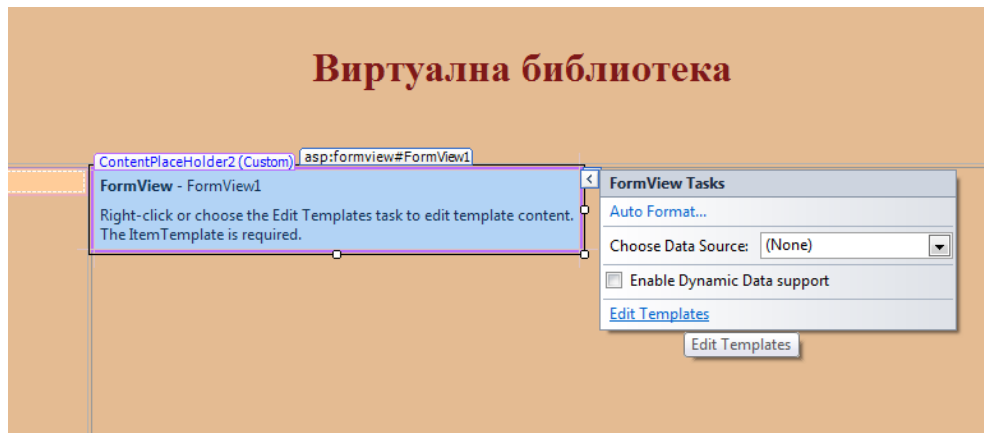 Виртуална библиотека
ContentPlaceHolder2 (Custom)
asp:formview#FormView1
FormView - FormView1
Right-click or choose the Edit Templates task to edit template content.
The ItemTemplate is required.
<
FormView Tasks
Auto Format...
Choose Data Source: (None)
Enable Dynamic Data support
Edit Templates
Edit Templates